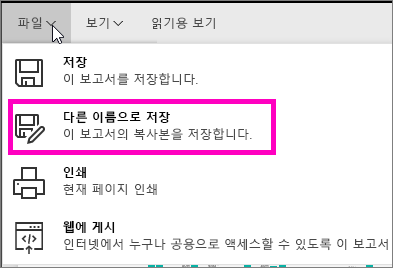 파일 보기 읽기용 보기
저장
이 보고서를 저장합니다.
다른 이름으로 저장
이 보고서의 복사본을 저장합니다.
인쇄
현재 페이지 인쇄
웹에 게시
인터넷에서 누구나 공용으로 액세스할 수 있도록 이 보고서